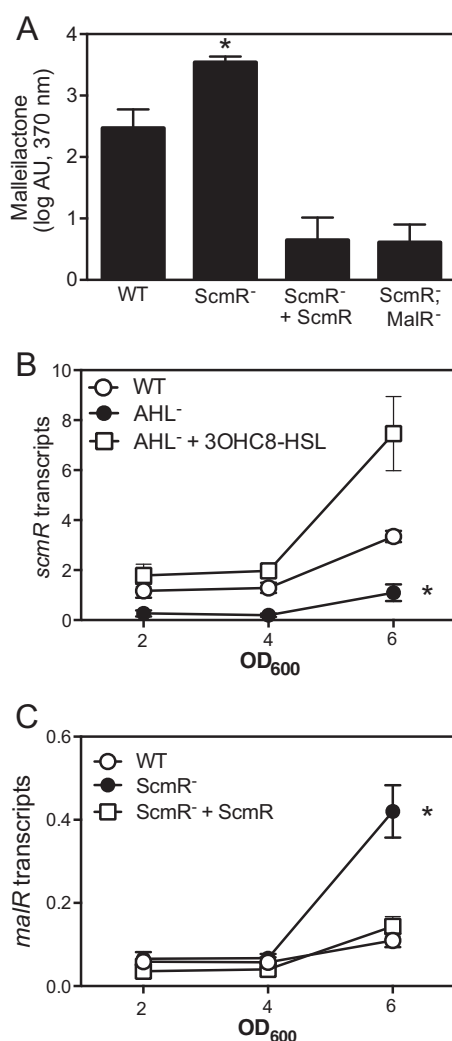 A
Malleilactone
(log AU, 370 nm)
4
3
2
1
0
*
WT
ScmR-
ScmR-
+ ScmR
ScmR-;
MalR-
B
WT
AHL-
AHL- + 3OHC8-HSL
scmR transcripts
10
8
6
4
2
0
*
2
4
6
OD600
C
WT
ScmR-
ScmR- + ScmR
malR transcripts
0.6
0.4
0.2
0.0
*
2
4
6
OD600